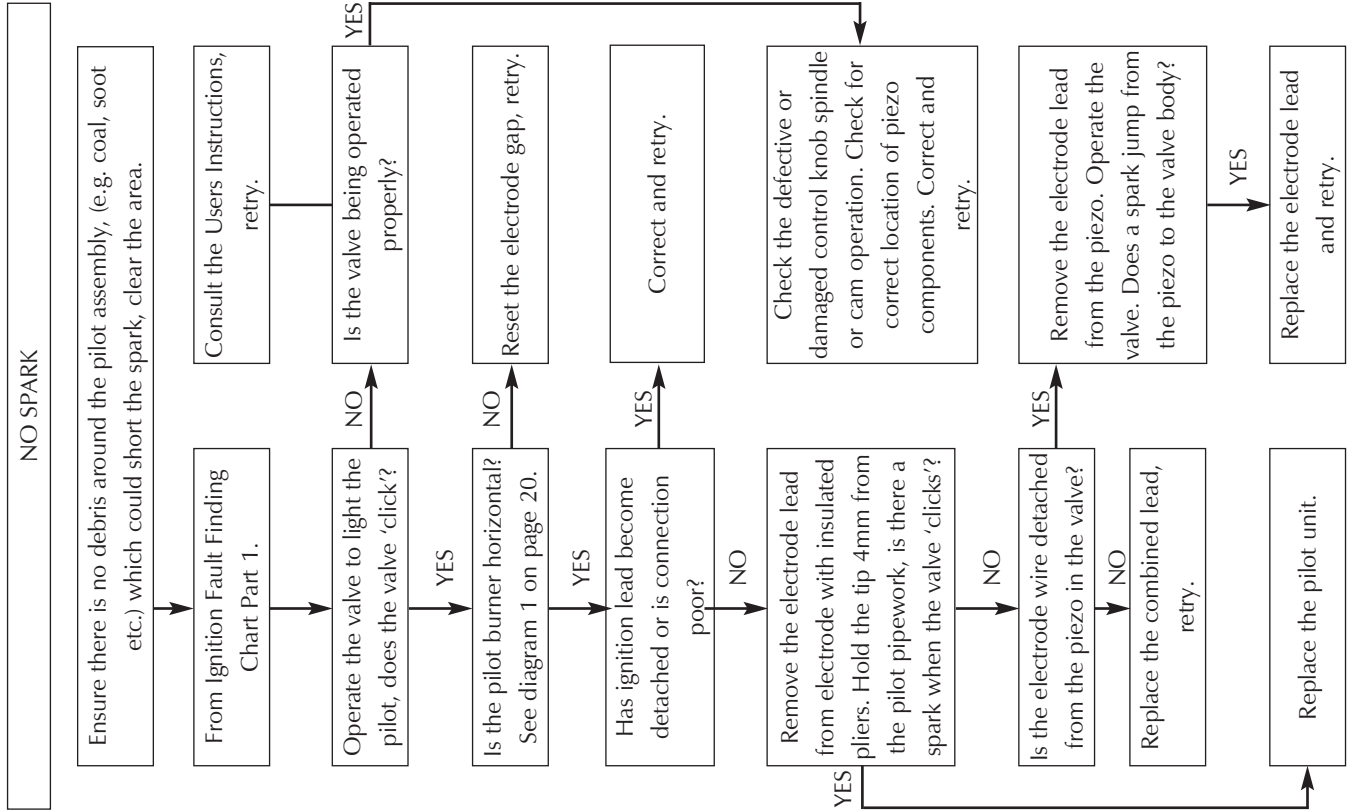 NO SPARK
Ensure there is no debris around the pilot assembly, (e.g. coal, soot
etc.) which could short the spark, clear the area.
From Ignition Fault Finding
Chart Part 1.
Consult the Users Instructions,
retry.
Operate the valve to light the
pilot, does the valve ‘click’?
NO
Is the valve being operated
properly?
YES
YES
Is the pilot burner horizontal?
See diagram 1 on page 20.
NO
Reset the electrode gap, retry.
YES
Has ignition lead become
detached or is connection
poor?
YES
Correct and retry.
NO
Remove the electrode lead
from electrode with insulated
pliers. Hold the tip 4mm from
the pilot pipework, is there a
spark when the valve ‘clicks’?
YES
Check the defective or
damaged control knob spindle
or cam operation. Check for
correct location of piezo
components. Correct and
retry.
NO
Is the electrode wire detached
from the piezo in the valve?
YES
Remove the electrode lead
from the piezo. Operate the
valve. Does a spark jump from
the piezo to the valve body?
NO
Replace the combined lead,
retry.
YES
Replace the electrode lead
and retry.
Replace the pilot unit.